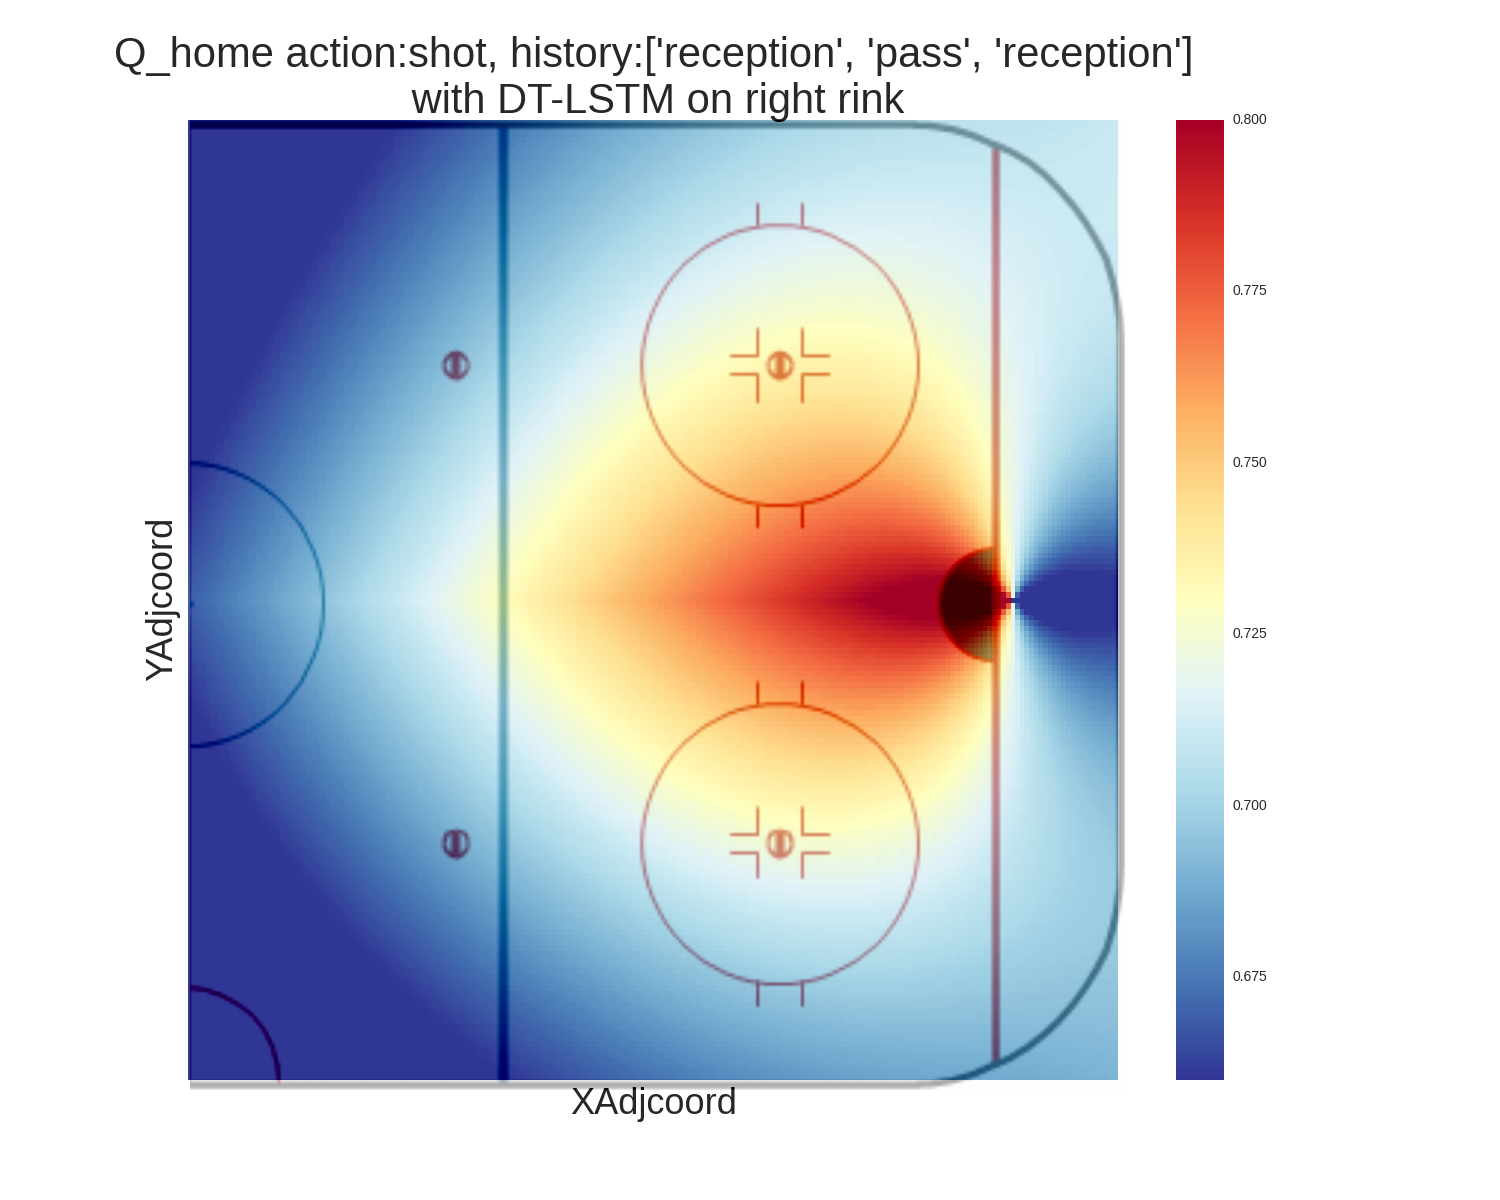 Q_home action:shot, history:['reception', 'pass', 'reception']
with DT-LSTM on right rink
0.800
0.775
0.750
0.725
0.700
0.675
YAdjcoord
XAdjcoord